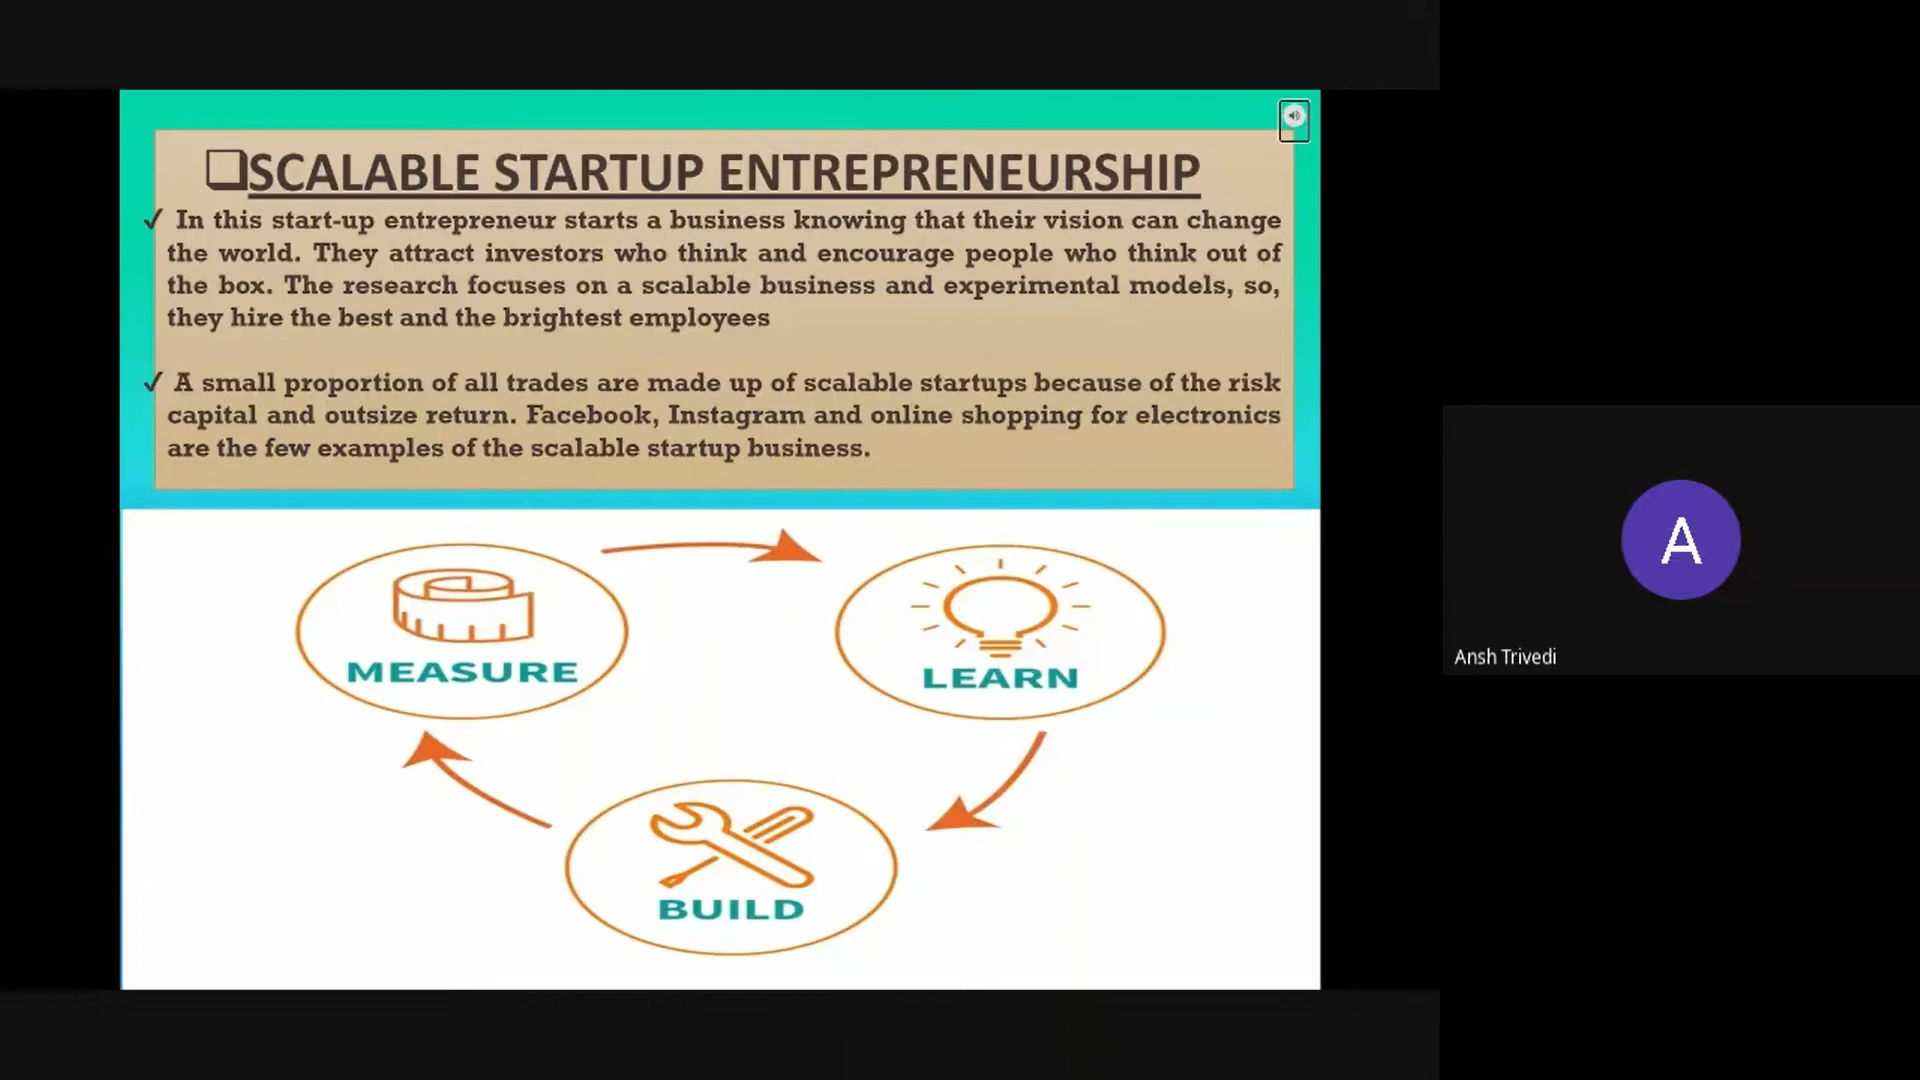 ❑SCALABLE STARTUP ENTREPRENEURSHIP
✓ In this start-up entrepreneur starts a business knowing that their vision can change
the world. They attract investors who think and encourage people who think out of
the box. The research focuses on a scalable business and experimental models, so,
they hire the best and the brightest employees
✓ A small proportion of all trades are made up of scalable startups because of the risk
capital and outsize return. Facebook, Instagram and online shopping for electronics
are the few examples of the scalable startup business.
MEASURE
LEARN
BUILD
A
Ansh Trivedi